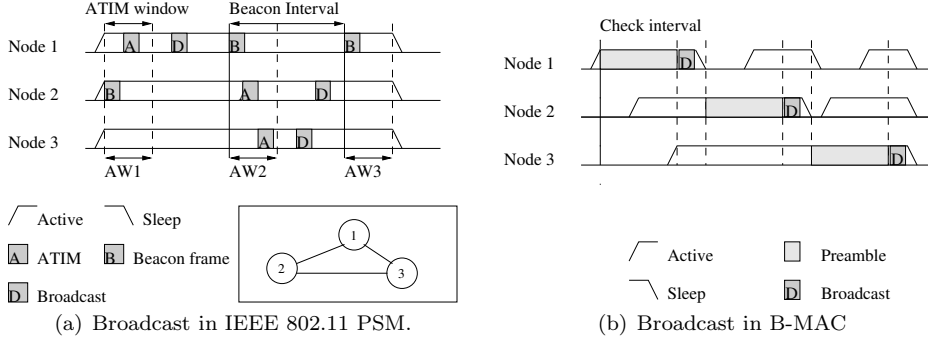 ATIM window
Beacon Interval
Node 1
A
D
B
B
Node 2
B
A
D
Node 3
A
D
AW1
AW2
AW3
Active
Sleep
A ATIM
B Beacon frame
D Broadcast
1
2
3
(a) Broadcast in IEEE 802.11 PSM.
Check interval
Node 1
D
Node 2
D
Node 3
D
Active
Preamble
Sleep
D Broadcast
(b) Broadcast in B-MAC